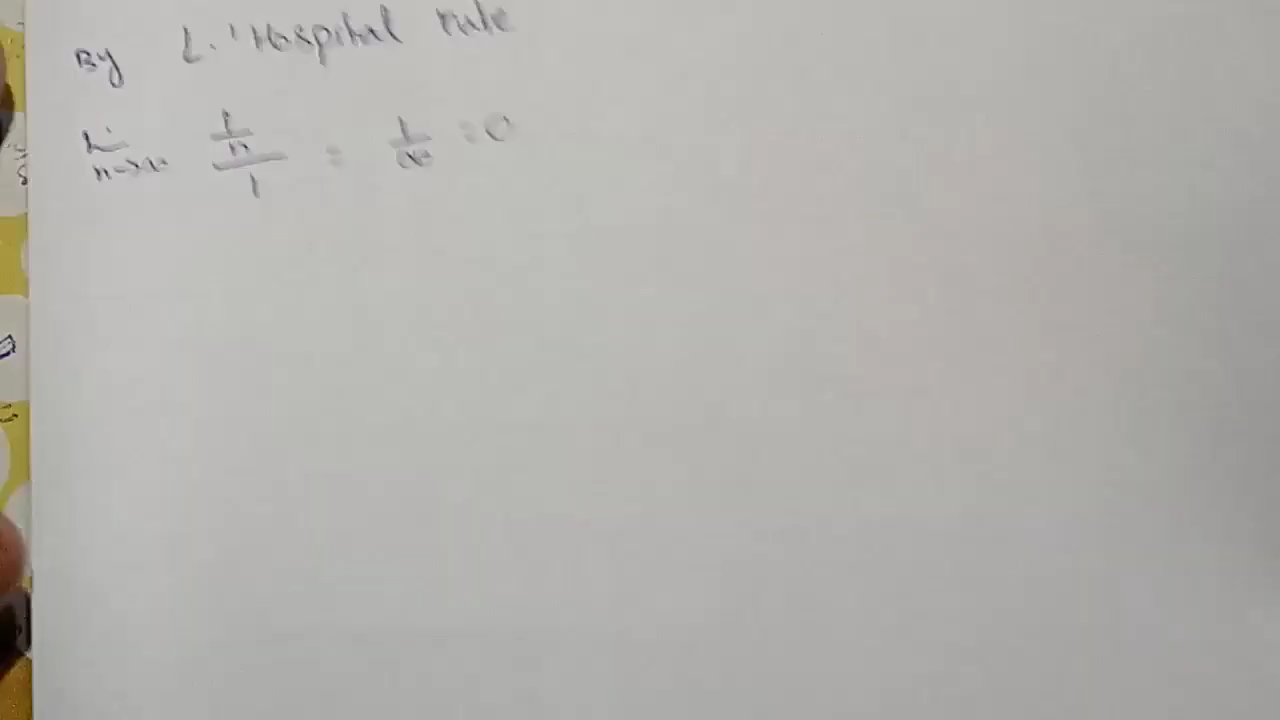 By L.'Hospital rule
lim n→∞ (1/n)/1 = 1/∞ = 0